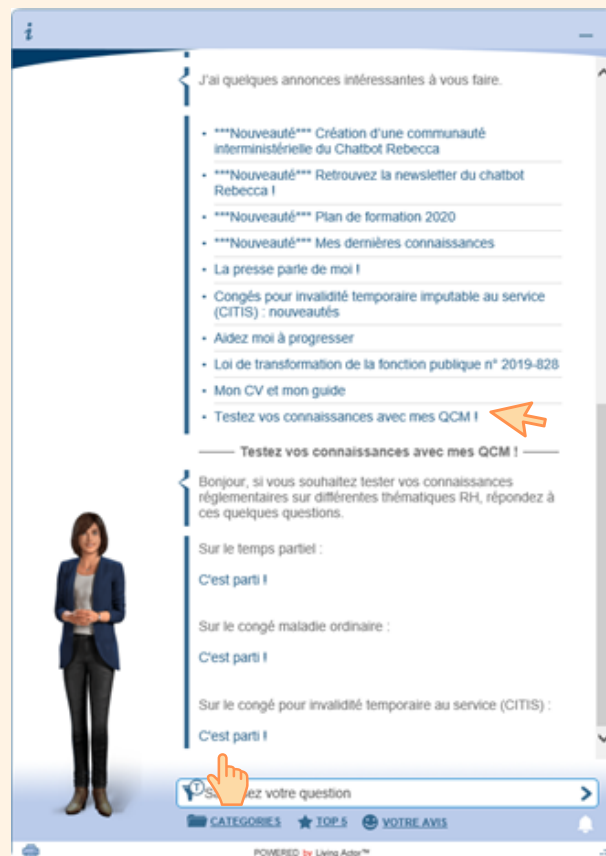 i
J'ai quelques annonces intéressantes à vous faire.
• ***Nouveauté*** Création d'une communauté
interministérielle du Chatbot Rebecca
• ***Nouveauté*** Retrouvez la newsletter du chatbot
Rebecca !
• ***Nouveauté*** Plan de formation 2020
• ***Nouveauté*** Mes dernières connaissances
• La presse parle de moi !
• Congés pour invalidité temporaire imputable au service
(CITIS) : nouveautés
• Aidez moi à progresser
• Loi de transformation de la fonction publique n° 2019-828
• Mon CV et mon guide
• Testez vos connaissances avec mes QCM !
Testez vos connaissances avec mes QCM !
Bonjour, si vous souhaitez tester vos connaissances
réglementaires sur différentes thématiques RH, répondez à
ces quelques questions.
Sur le temps partiel :
C'est parti !
Sur le congé maladie ordinaire :
C'est parti !
Sur le congé pour invalidité temporaire au service (CITIS) :
C'est parti !
votre question
CATEGORIES TOP 5 VOTRE AVIS
POWERED by Living Actor™